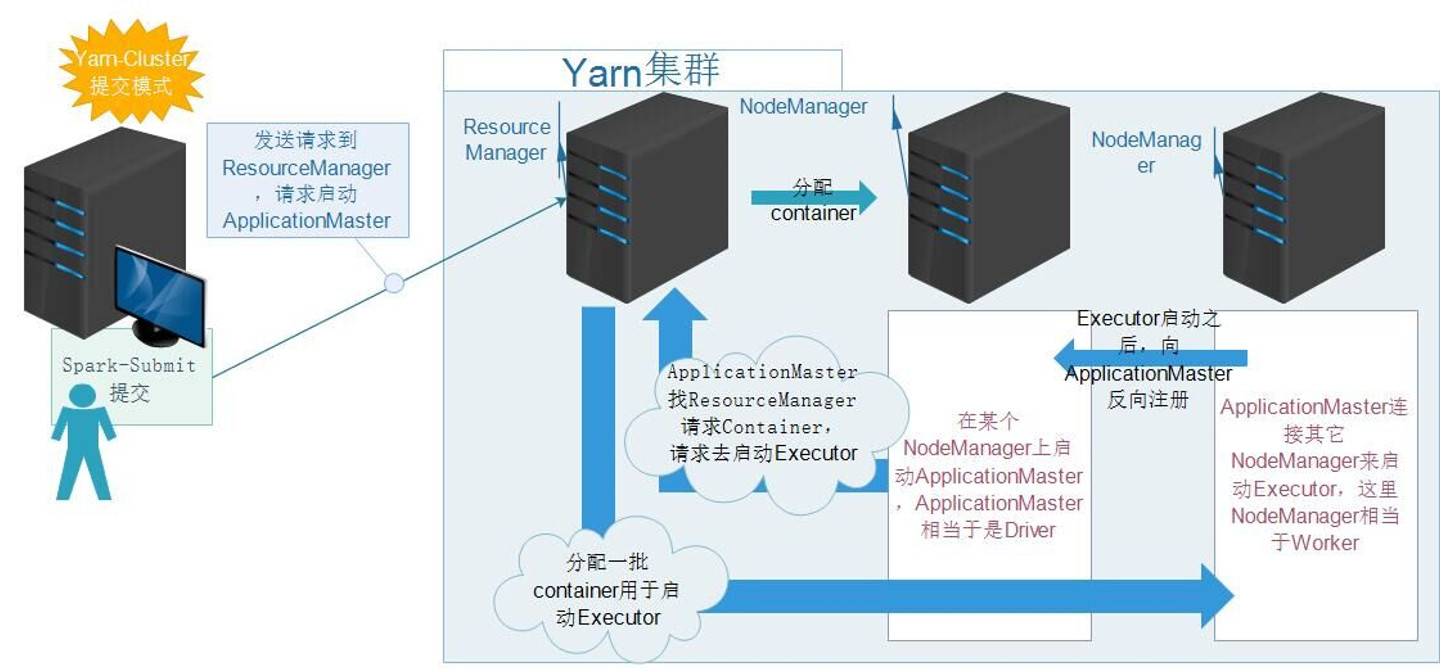 Yarn-Cluster
提交模式
发送请求到
ResourceManager
，请求启动
ApplicationMaster
Spark-Submit
提交
Yarn集群
Resource
Manager
NodeManager
NodeManag
er
分配
container
ApplicationMaster
找ResourceManager
请求Container，
请求去启动Executor
分配一批
container用于启
动Executor
在某个
NodeManager上启
动ApplicationMaster
，ApplicationMaster
相当于是Driver
Executor启动之
后，向
ApplicationMaster
反向注册
ApplicationMaster连
接其它
NodeManager来启
动Executor，这里
NodeManager相当
于Worker